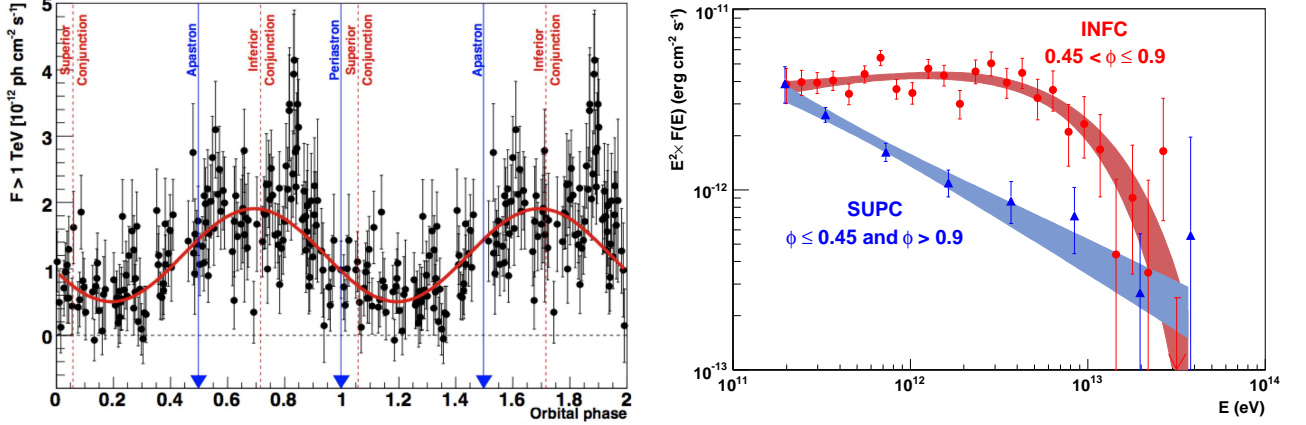 F > 1 TeV [10⁻¹² ph cm⁻² s⁻¹]
5
4
3
2
1
0
Superior
Conjunction
Apastron
Inferior
Conjunction
Periastron
Superior
Conjunction
Apastron
Inferior
Conjunction
0 0.2 0.4 0.6 0.8 1 1.2 1.4 1.6 1.8 2
Orbital phase
E² × F(E) (erg cm⁻² s⁻¹)
10⁻¹¹
10⁻¹²
10⁻¹³
INFC
0.45 < ϕ ≤ 0.9
SUPC
ϕ ≤ 0.45 and ϕ > 0.9
10¹¹ 10¹² 10¹³ 10¹⁴
E (eV)